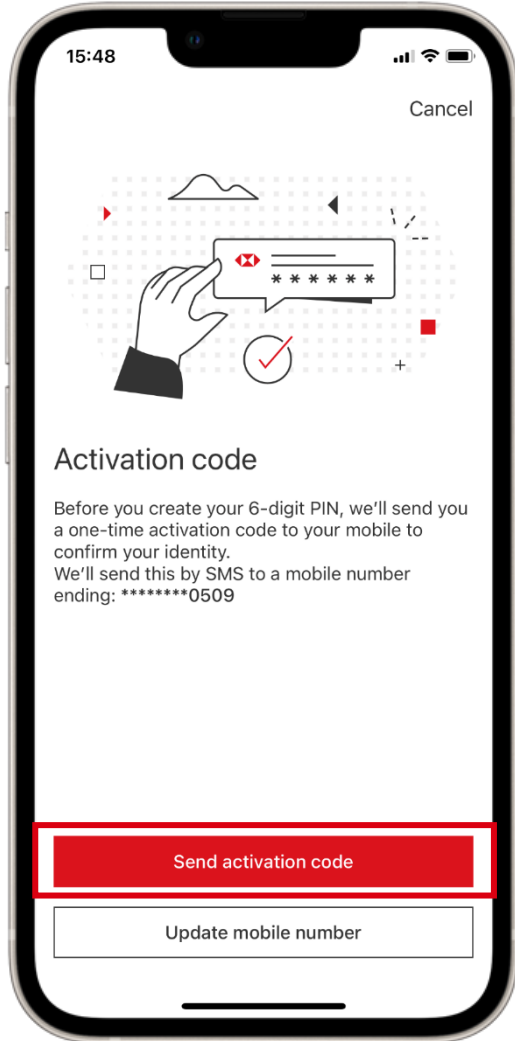 15:48
Cancel
* * * * * *
Activation code
Before you create your 6-digit PIN, we'll send you
a one-time activation code to your mobile to
confirm your identity.
We'll send this by SMS to a mobile number
ending: ********0509
Send activation code
Update mobile number